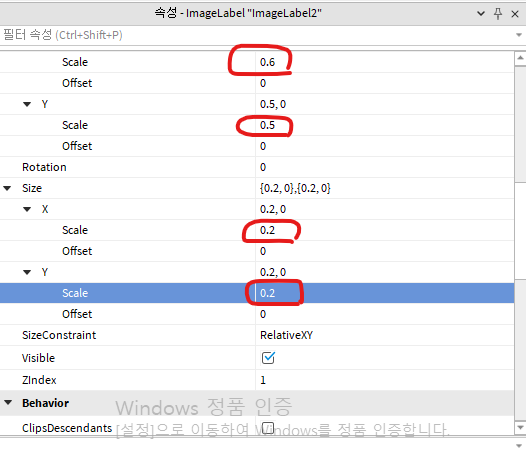 속성 - ImageLabel "ImageLabel2"
필터 속성 (Ctrl+Shift+P)
Scale 0.6
Offset 0
Y 0.5, 0
Scale 0.5
Offset 0
Rotation 0
Size {0.2, 0},{0.2, 0}
X 0.2, 0
Scale 0.2
Offset 0
Y 0.2, 0
Scale 0.2
Offset 0
SizeConstraint RelativeXY
Visible
ZIndex 1
Behavior
Windows 정품 인증
ClipsDescendants
[설정]으로 이동하여 Windows를 정품 인증합니다.